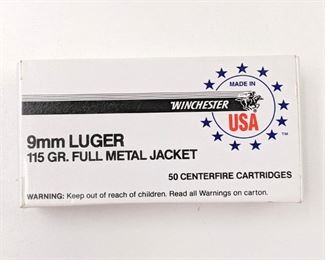 MADE IN
WINCHESTER
USA
™
9mm LUGER
115 GR. FULL METAL JACKET
50 CENTERFIRE CARTRIDGES
WARNING: Keep out of reach of children. Read all Warnings on carton.